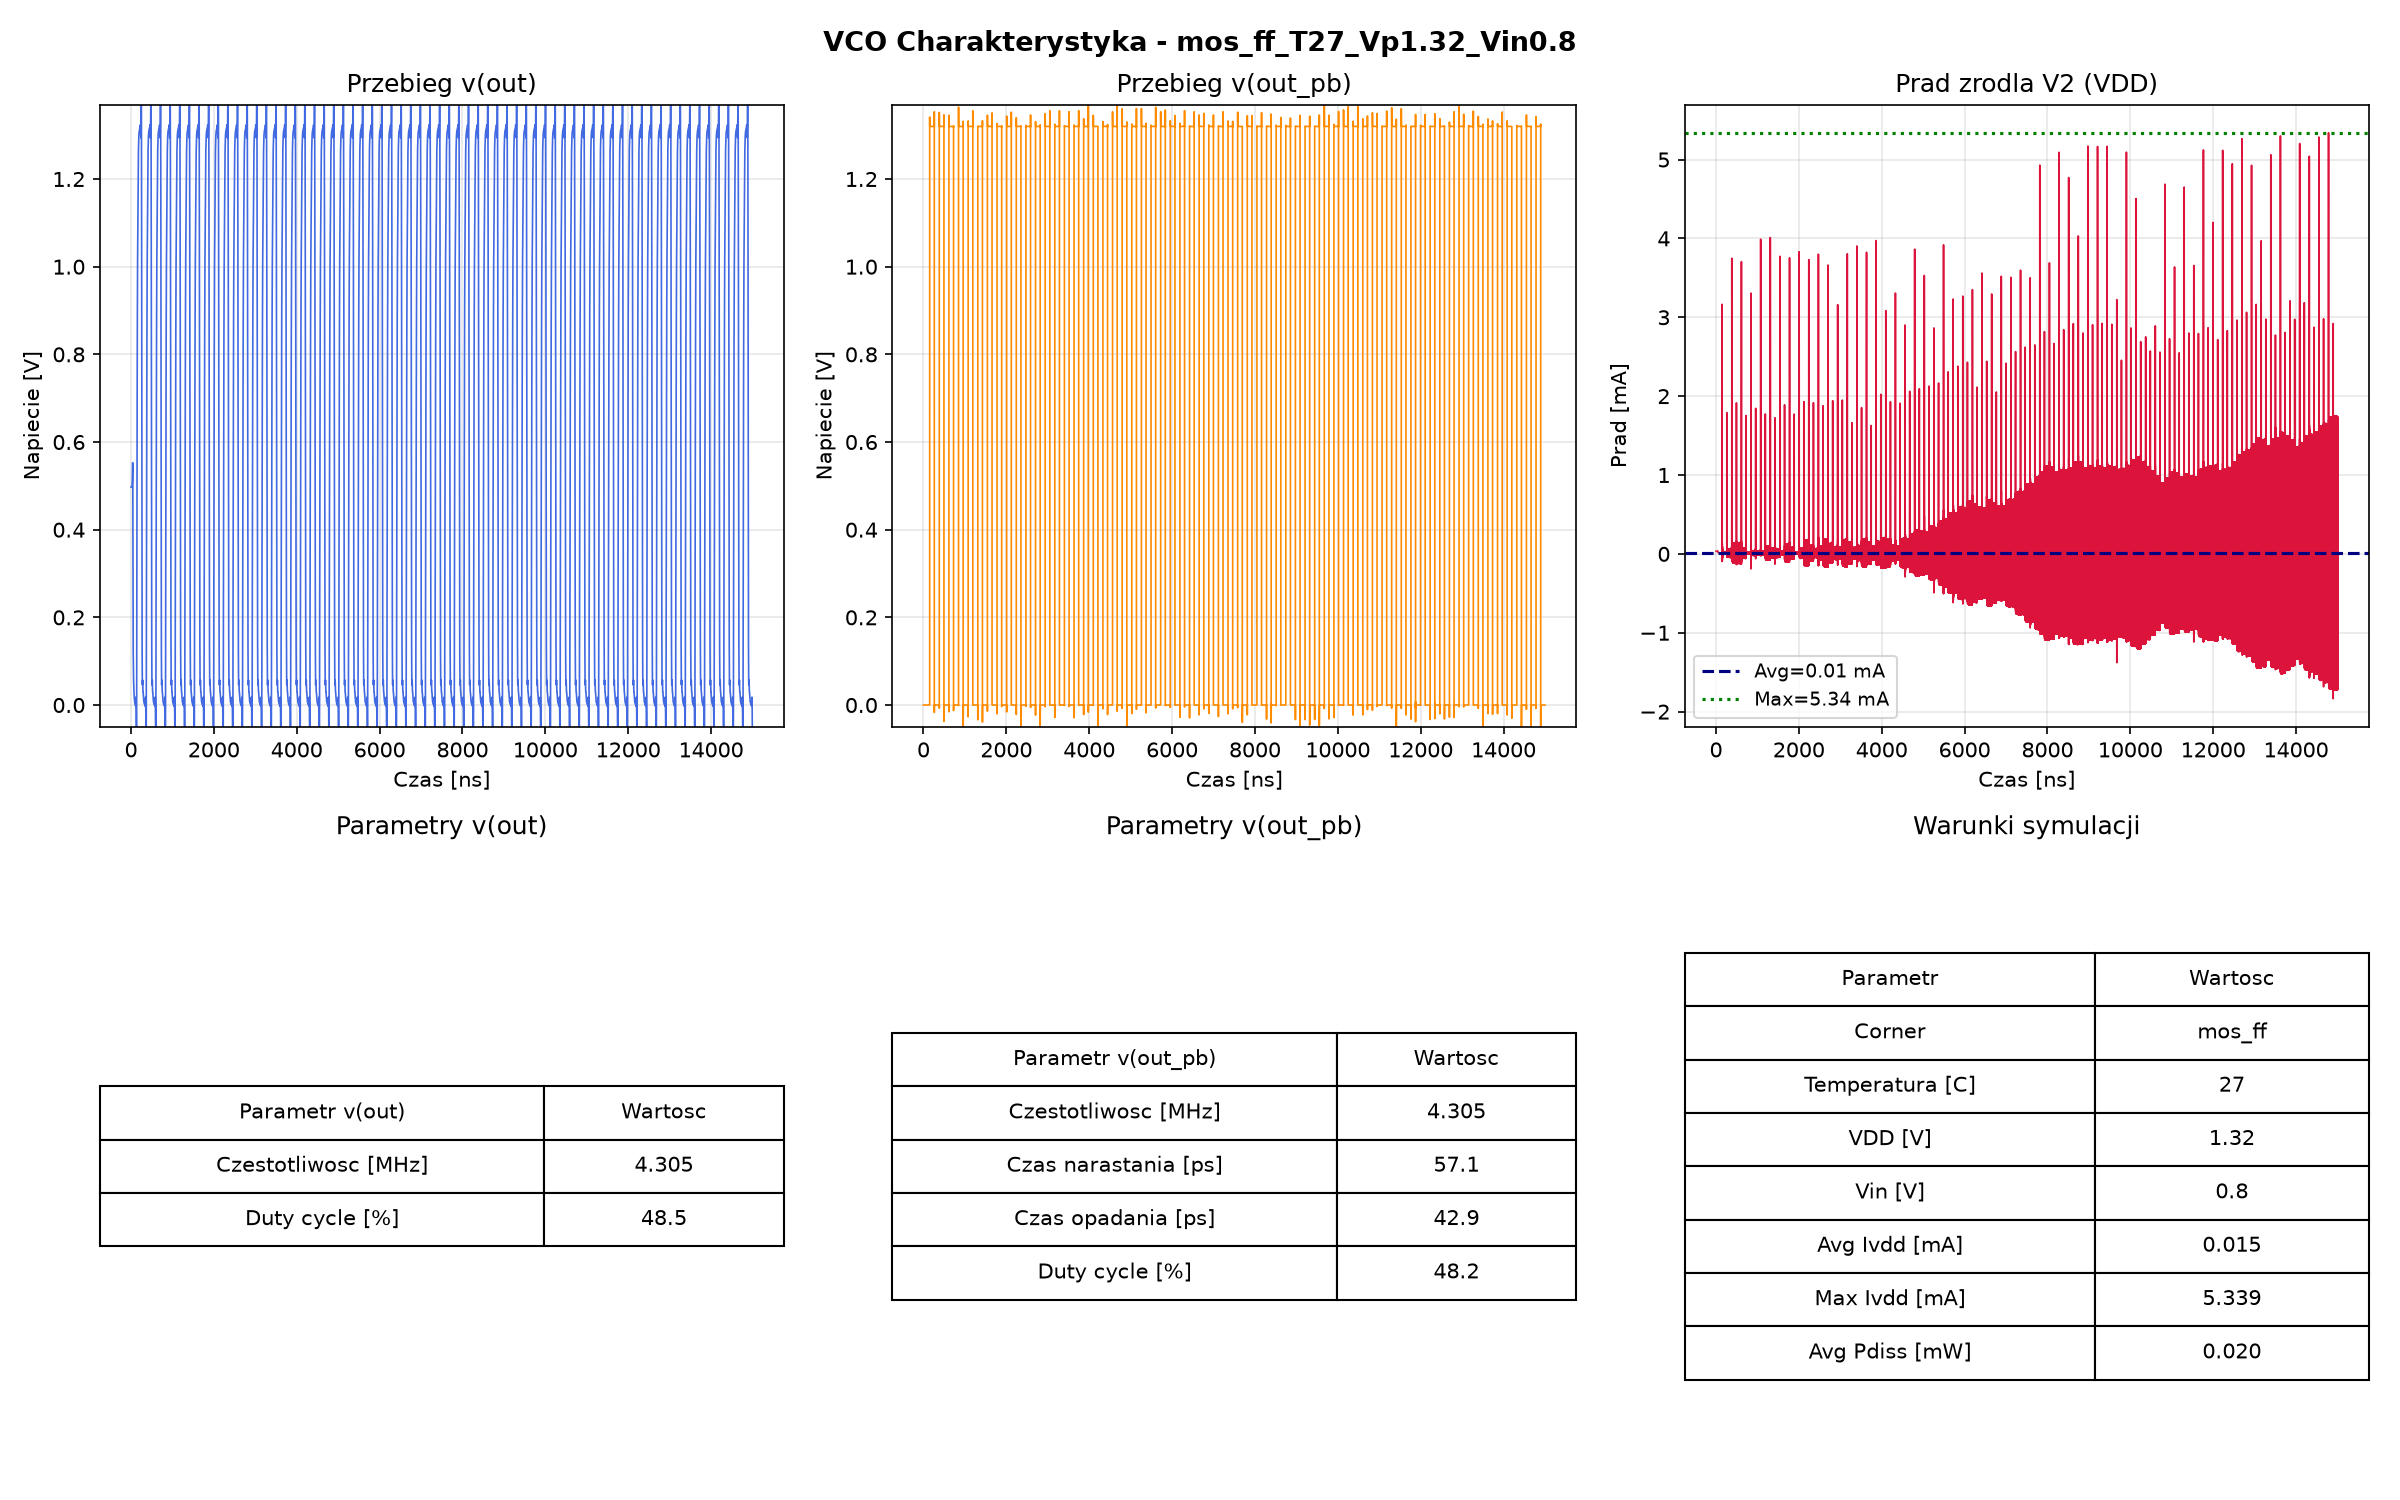 VCO Charakterystyka - mos_ff_T27_Vp1.32_Vin0.8
Przebieg v(out)
Napiecie [V]
1.2
1.0
0.8
0.6
0.4
0.2
0.0
0 2000 4000 6000 8000 10000 12000 14000
Czas [ns]
Przebieg v(out_pb)
Napiecie [V]
1.2
1.0
0.8
0.6
0.4
0.2
0.0
0 2000 4000 6000 8000 10000 12000 14000
Czas [ns]
Prad zrodla V2 (VDD)
Prad [mA]
5
4
3
2
1
0
−1
−2
Avg=0.01 mA
Max=5.34 mA
0 2000 4000 6000 8000 10000 12000 14000
Czas [ns]
Parametry v(out)
Parametr v(out) Wartosc
Czestotliwosc [MHz] 4.305
Duty cycle [%] 48.5
Parametry v(out_pb)
Parametr v(out_pb) Wartosc
Czestotliwosc [MHz] 4.305
Czas narastania [ps] 57.1
Czas opadania [ps] 42.9
Duty cycle [%] 48.2
Warunki symulacji
Parametr Wartosc
Corner mos_ff
Temperatura [C] 27
VDD [V] 1.32
Vin [V] 0.8
Avg Ivdd [mA] 0.015
Max Ivdd [mA] 5.339
Avg Pdiss [mW] 0.020